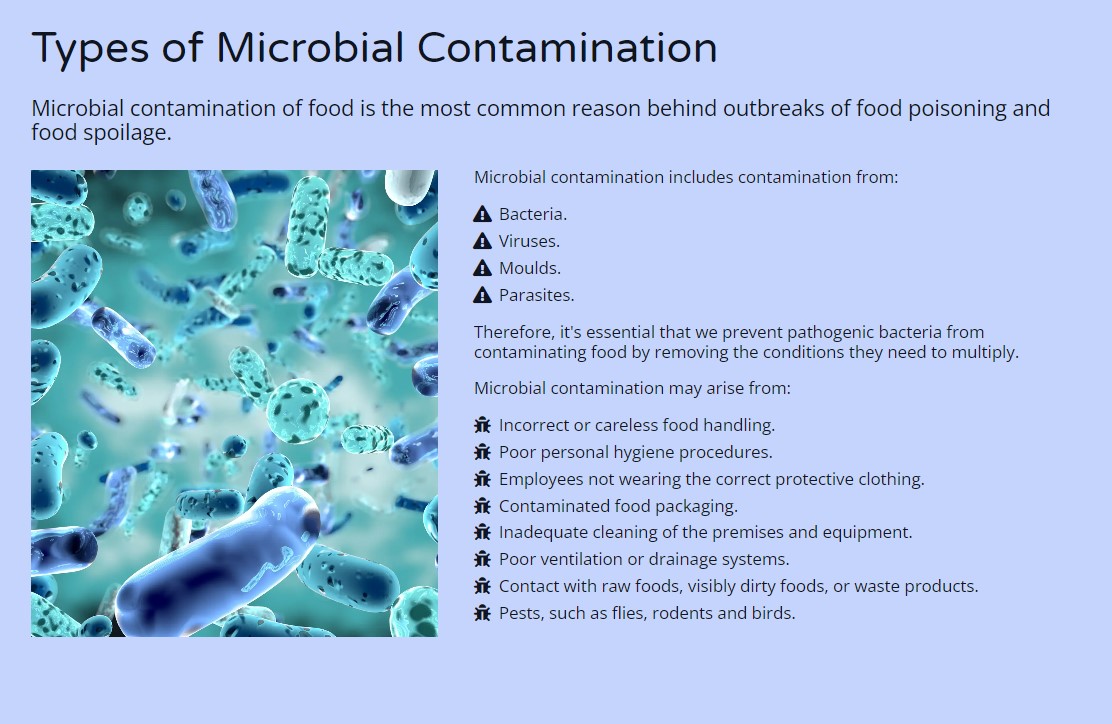 Types of Microbial Contamination
Microbial contamination of food is the most common reason behind outbreaks of food poisoning and
food spoilage.
Microbial contamination includes contamination from:
Bacteria.
Viruses.
Moulds.
Parasites.
Therefore, it's essential that we prevent pathogenic bacteria from
contaminating food by removing the conditions they need to multiply.
Microbial contamination may arise from:
Incorrect or careless food handling.
Poor personal hygiene procedures.
Employees not wearing the correct protective clothing.
Contaminated food packaging.
Inadequate cleaning of the premises and equipment.
Poor ventilation or drainage systems.
Contact with raw foods, visibly dirty foods, or waste products.
Pests, such as flies, rodents and birds.